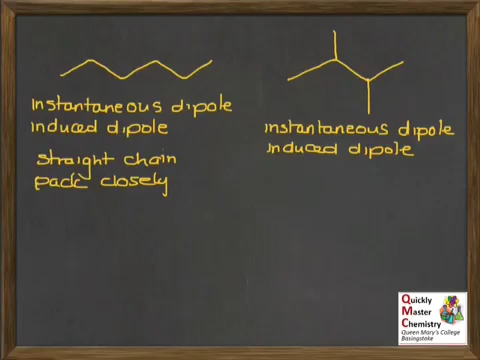 instantaneous dipole
induced dipole
straight chain
pack closely
instantaneous dipole
induced dipole
Quickly
Master
Chemistry
Queen Mary's College
Basingstoke